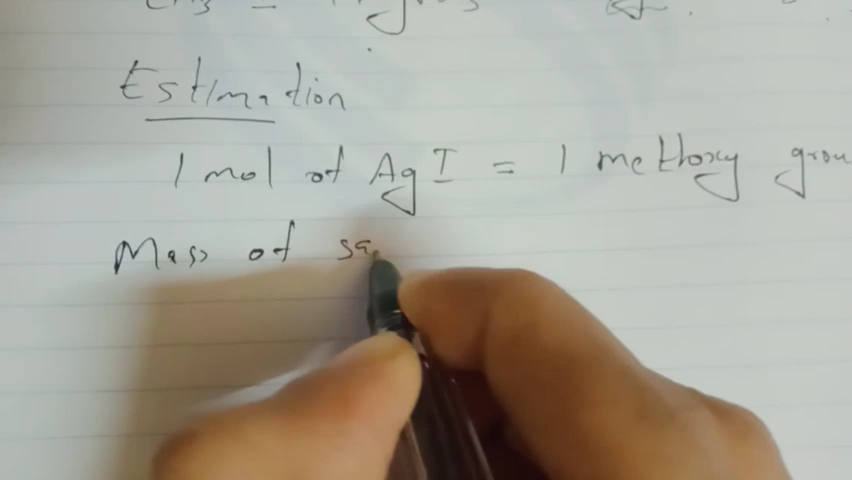 Estimation
1 mol of AgI = 1 methoxy grou
Mass of sa